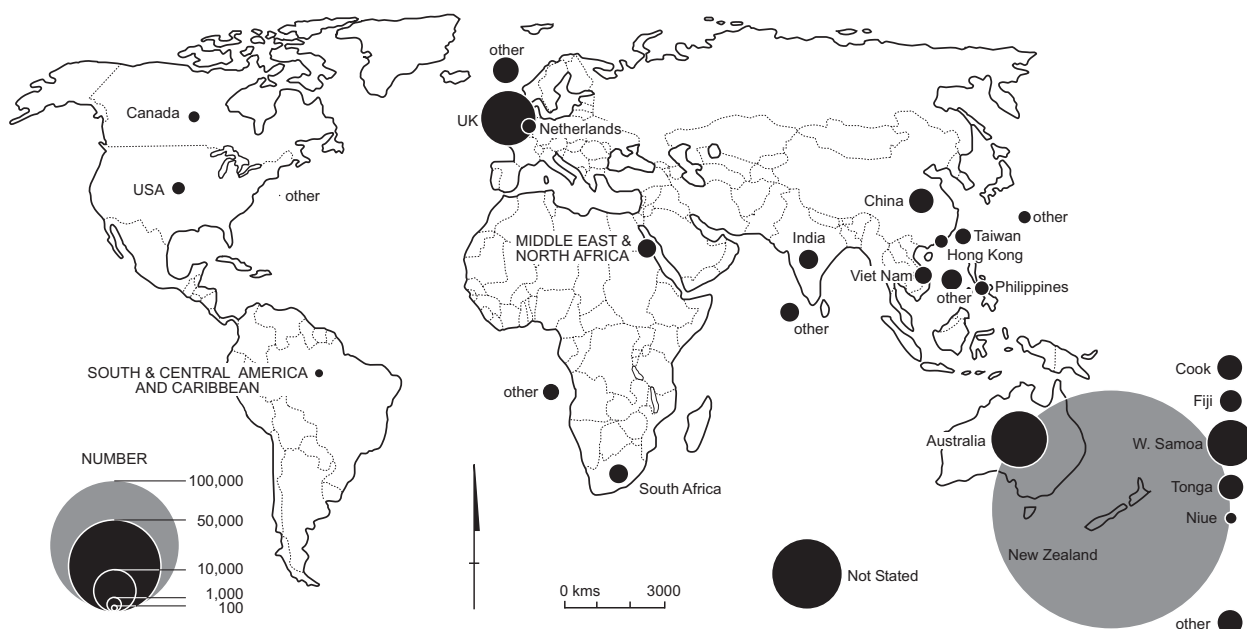 other
UK
Netherlands
Canada
USA
other
China
other
Taiwan
Hong Kong
India
MIDDLE EAST &
NORTH AFRICA
Viet Nam
other
Philippines
other
SOUTH & CENTRAL AMERICA
AND CARIBBEAN
other
Cook
Fiji
Australia
W. Samoa
Tonga
Niue
South Africa
New Zealand
NUMBER
100,000
50,000
10,000
1,000
100
0 kms 3000
Not Stated
other